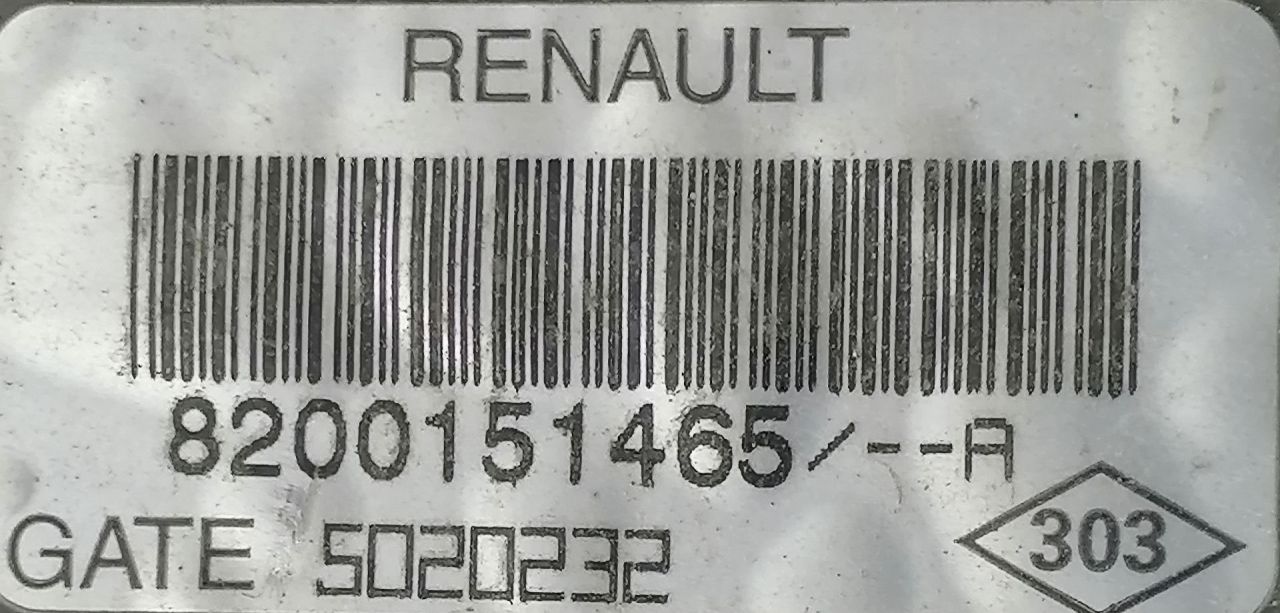 RENAULT
8200151465/--A
GATE 5020232
303